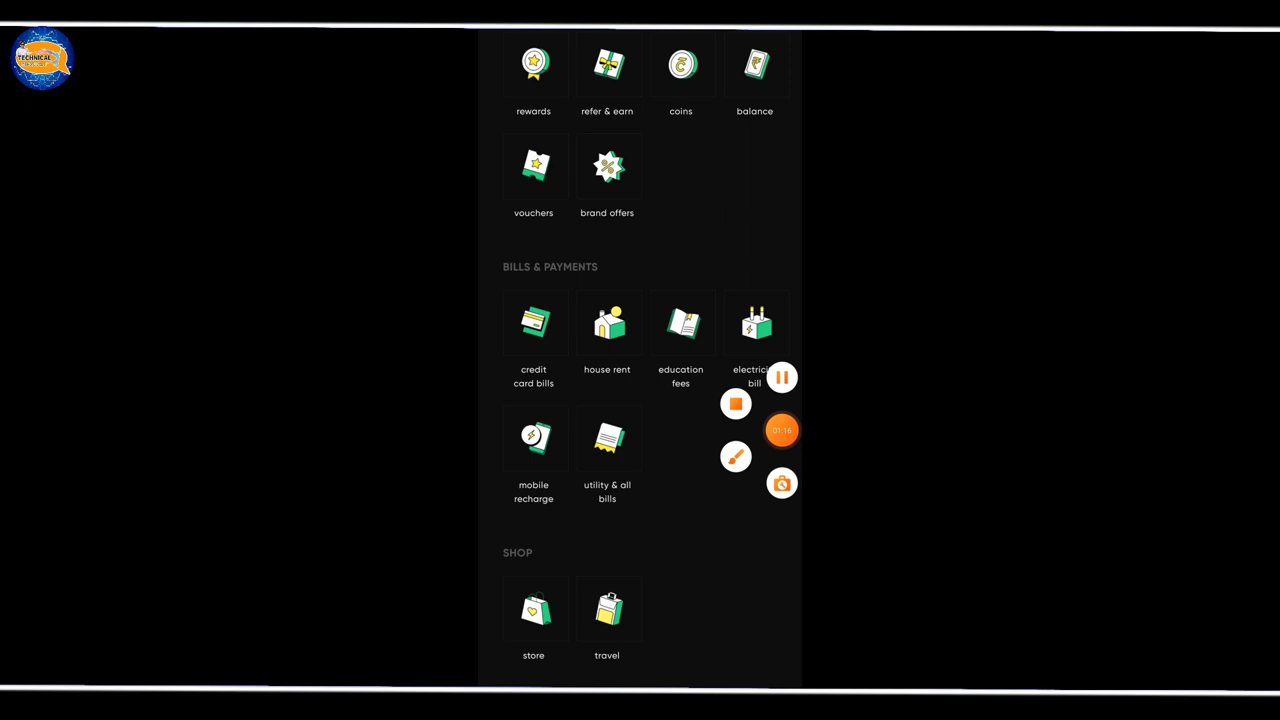 TECHNICAL
rewards
refer & earn
coins
balance
vouchers
brand offers
BILLS & PAYMENTS
credit
card bills
house rent
education
fees
bill
01:16
mobile
recharge
utility & all
bills
SHOP
store
travel